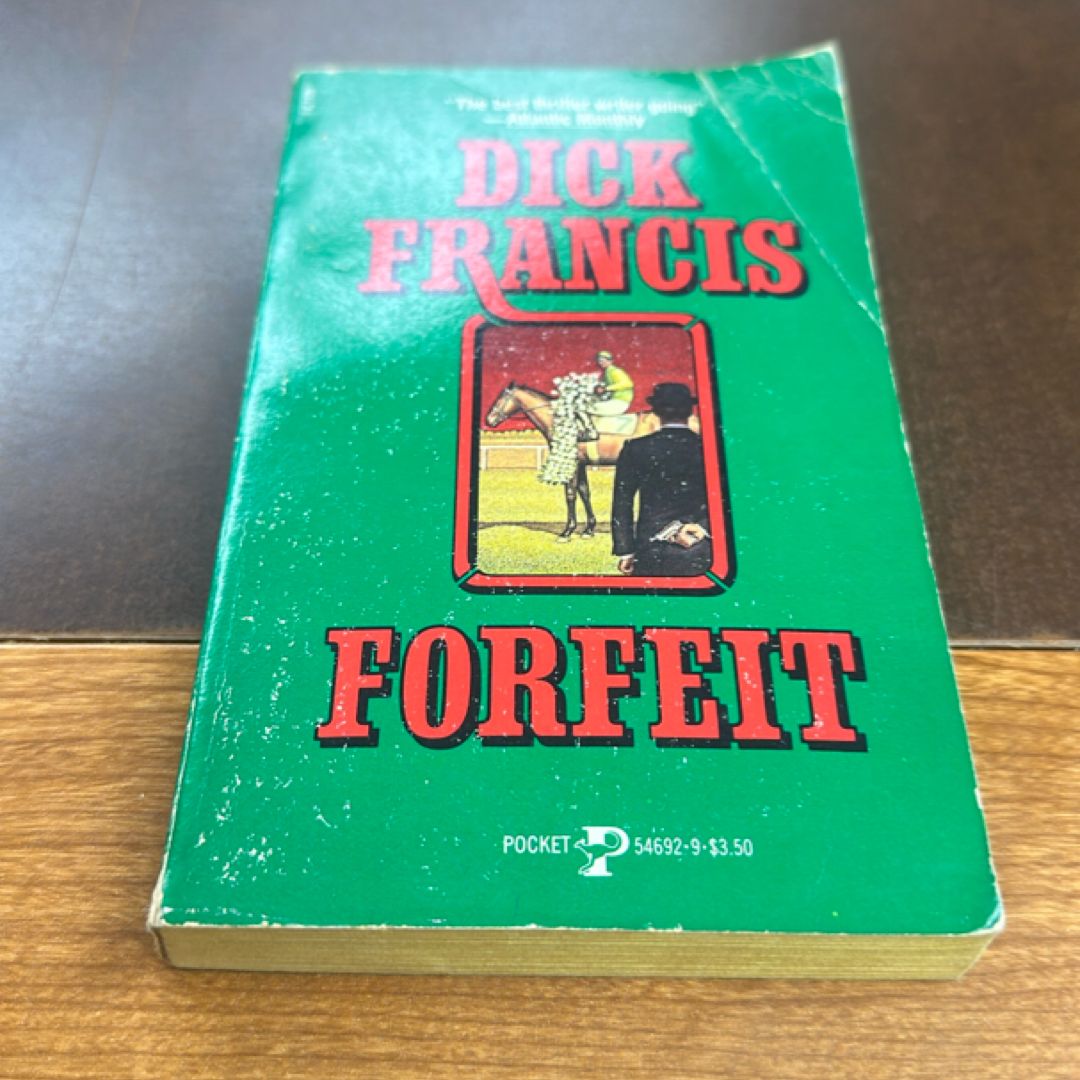 "The best thriller writer going"
—Atlantic Monthly
DICK
FRANCIS
FORFEIT
POCKET P 54692-9·$3.50